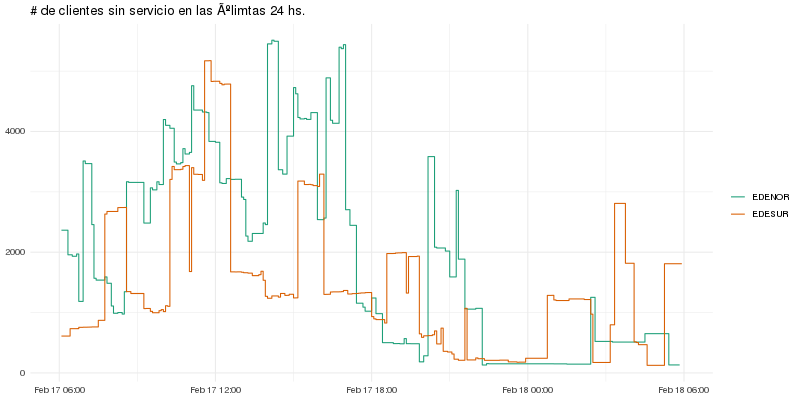 # de clientes sin servicio en las Ãºlimtas 24 hs.
4000
2000
0
EDENOR
EDESUR
Feb 17 06:00
Feb 17 12:00
Feb 17 18:00
Feb 18 00:00
Feb 18 06:00